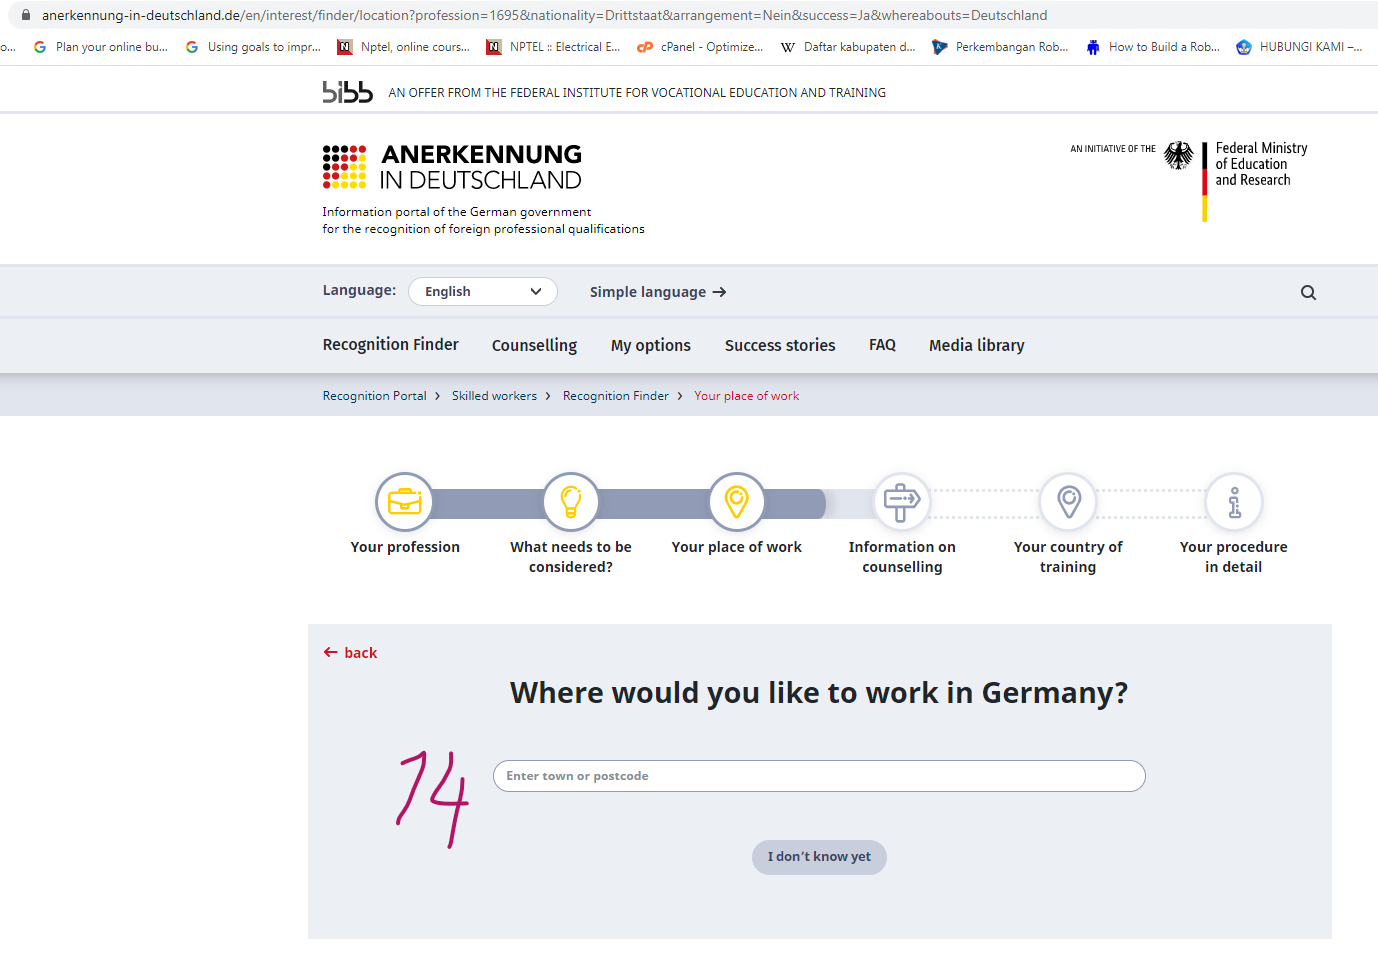 anerkennung-in-deutschland.de/en/interest/finder/location?profession=1695&nationality=Drittstaat&arrangement=Nein&success=Ja&whereabouts=Deutschland
o... Plan your online bu... Using goals to impr... Nptel, online cours... NPTEL :: Electrical E... cPanel - Optimize... Daftar kabupaten d... Perkembangan Rob... How to Build a Rob... HUBUNGI KAMI –...
bibb AN OFFER FROM THE FEDERAL INSTITUTE FOR VOCATIONAL EDUCATION AND TRAINING
ANERKENNUNG
IN DEUTSCHLAND
Information portal of the German government
for the recognition of foreign professional qualifications
AN INITIATIVE OF THE
Federal Ministry
of Education
and Research
Language: English Simple language →
Recognition Finder Counselling My options Success stories FAQ Media library
Recognition Portal > Skilled workers > Recognition Finder > Your place of work
Your profession
What needs to be
considered?
Your place of work
Information on
counselling
Your country of
training
Your procedure
in detail
← back
Where would you like to work in Germany?
14
Enter town or postcode
I don't know yet